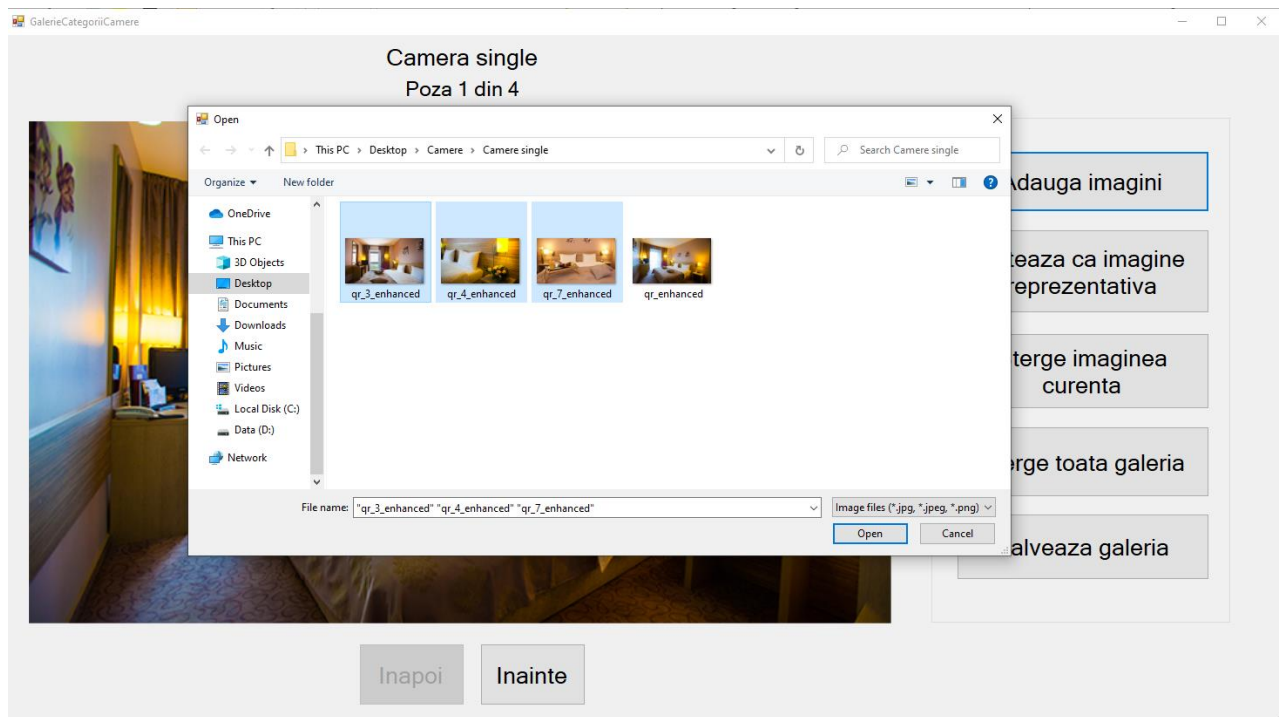 GalerieCategoriiCamere
Camera single
Poza 1 din 4
Open
This PC > Desktop > Camere > Camere single
Search Camere single
Organize
New folder
OneDrive
This PC
3D Objects
Desktop
Documents
Downloads
Music
Pictures
Videos
Local Disk (C:)
Data (D:)
Network
qr_3_enhanced
qr_4_enhanced
qr_7_enhanced
qr_enhanced
File name:
"qr_3_enhanced" "qr_4_enhanced" "qr_7_enhanced"
Image files (*.jpg, *.jpeg, *.png)
Open
Cancel
Adauga imagini
teaza ca imagine
reprezentativa
terge imaginea
curenta
erge toata galeria
alveaza galeria
Inapoi
Inainte